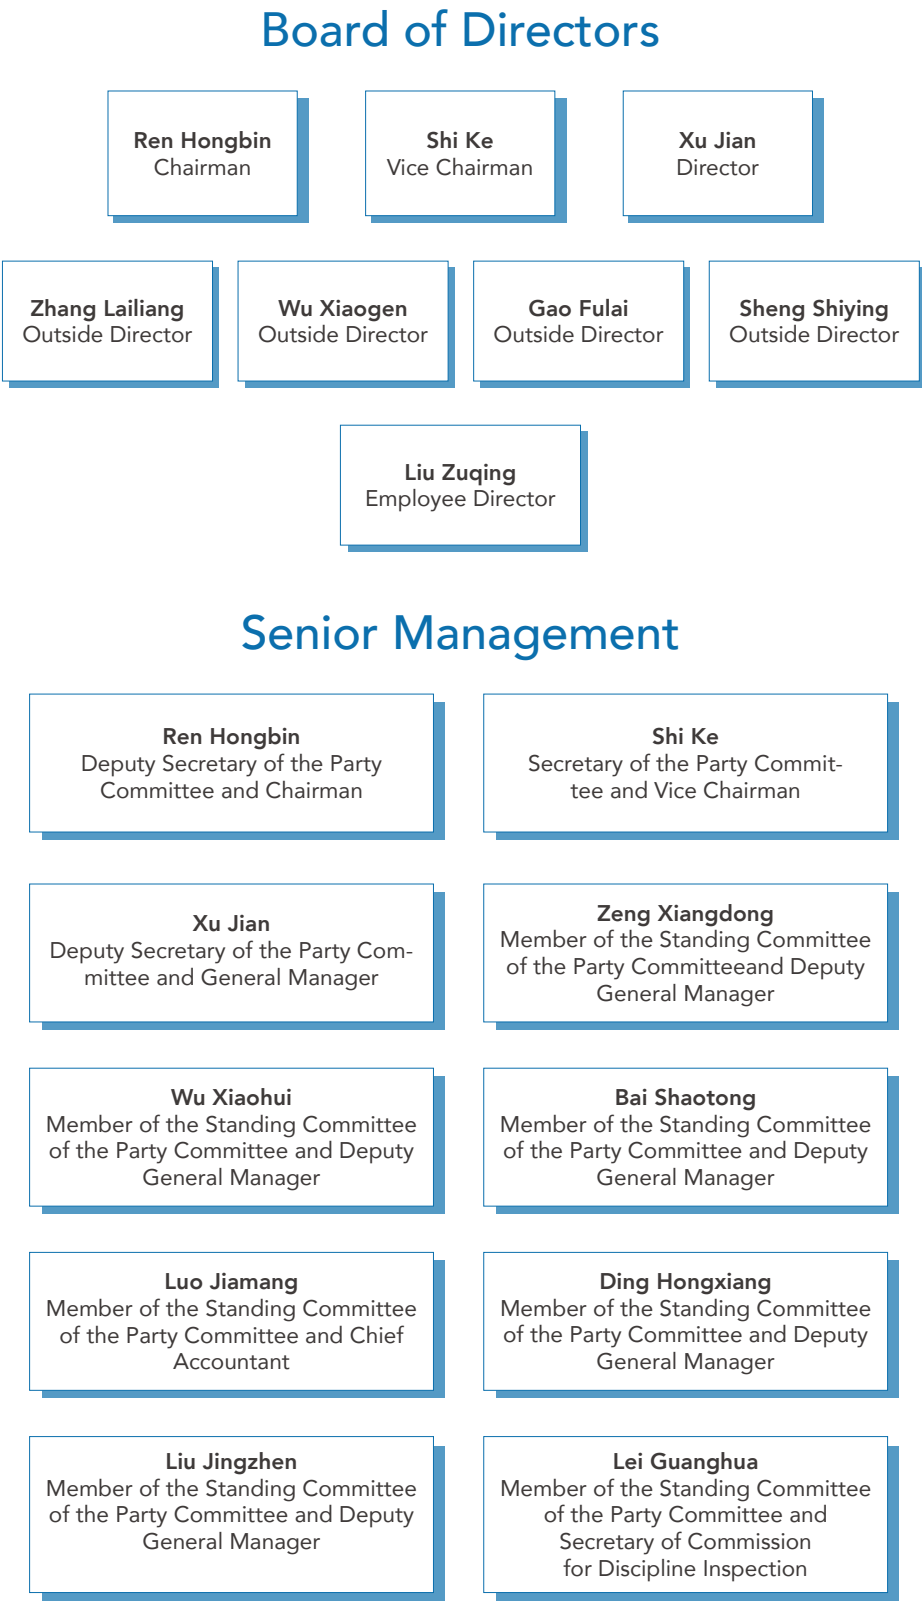 Board of Directors
Ren Hongbin
Chairman
Shi Ke
Vice Chairman
Xu Jian
Director
Zhang Lailiang
Outside Director
Wu Xiaogen
Outside Director
Gao Fulai
Outside Director
Sheng Shiying
Outside Director
Liu Zuqing
Employee Director
Senior Management
Ren Hongbin
Deputy Secretary of the Party
Committee and Chairman
Shi Ke
Secretary of the Party Commit-
tee and Vice Chairman
Xu Jian
Deputy Secretary of the Party Com-
mittee and General Manager
Zeng Xiangdong
Member of the Standing Committee
of the Party Committeeand Deputy
General Manager
Wu Xiaohui
Member of the Standing Committee
of the Party Committee and Deputy
General Manager
Bai Shaotong
Member of the Standing Committee
of the Party Committee and Deputy
General Manager
Luo Jiamang
Member of the Standing Committee
of the Party Committee and Chief
Accountant
Ding Hongxiang
Member of the Standing Committee
of the Party Committee and Deputy
General Manager
Liu Jingzhen
Member of the Standing Committee
of the Party Committee and Deputy
General Manager
Lei Guanghua
Member of the Standing Committee
of the Party Committee and
Secretary of Commission
for Discipline Inspection